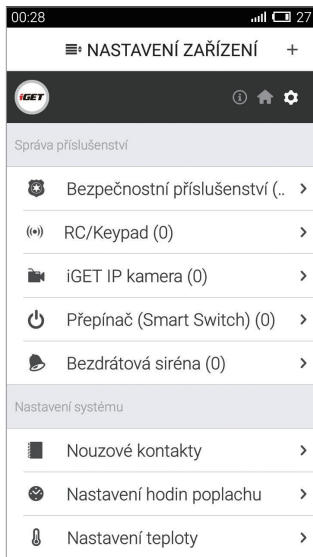 00:28 27
NASTAVENÍ ZAŘÍZENÍ +
iGET
Správa příslušenství
Bezpečnostní příslušenství (..
RC/Keypad (0)
iGET IP kamera (0)
Přepínač (Smart Switch) (0)
Bezdrátová siréna (0)
Nastavení systému
Nouzové kontakty
Nastavení hodin poplachu
Nastavení teploty